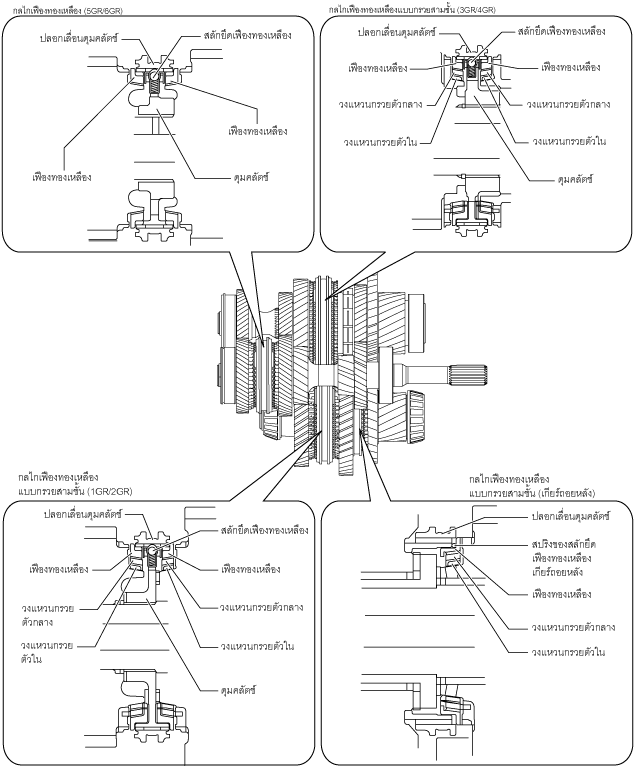 กลไกเฟืองทองเหลือง (5GR/6GR)
ปลอกเลื่อนดุมคลัตช์
สลักยึดเฟืองทองเหลือง
เฟืองทองเหลือง
เฟืองทองเหลือง
ดุมคลัตช์
กลไกเฟืองทองเหลืองแบบกรวยสามชั้น (3GR/4GR)
ปลอกเลื่อนดุมคลัตช์
สลักยึดเฟืองทองเหลือง
เฟืองทองเหลือง
เฟืองทองเหลือง
วงแหวนกรวยตัวกลาง
วงแหวนกรวยตัวกลาง
วงแหวนกรวยตัวใน
วงแหวนกรวยตัวใน
ดุมคลัตช์
กลไกเฟืองทองเหลือง
แบบกรวยสามชั้น (1GR/2GR)
ปลอกเลื่อนดุมคลัตช์
สลักยึดเฟืองทองเหลือง
เฟืองทองเหลือง
เฟืองทองเหลือง
วงแหวนกรวย
ตัวกลาง
วงแหวนกรวยตัวกลาง
วงแหวนกรวย
ตัวใน
วงแหวนกรวยตัวใน
ดุมคลัตช์
กลไกเฟืองทองเหลือง
แบบกรวยสามชั้น (เกียร์ถอยหลัง)
ปลอกเลื่อนดุมคลัตช์
สปริงของสลักยึด
เฟืองทองเหลือง
เกียร์ถอยหลัง
เฟืองทองเหลือง
วงแหวนกรวยตัวกลาง
วงแหวนกรวยตัวใน